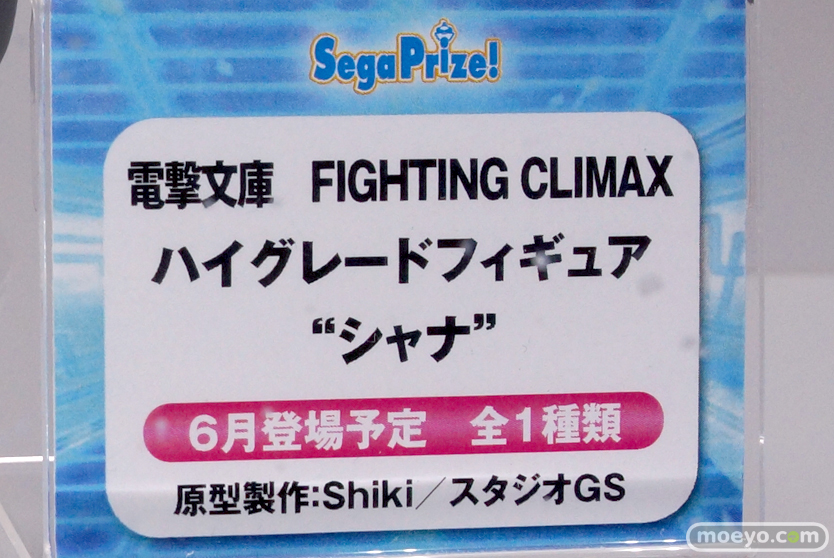 SegaPrize!
電撃文庫　FIGHTING CLIMAX
ハイグレードフィギュア
“シャナ”
6月登場予定　全1種類
原型製作:Shiki／スタジオGS
moeyo.com